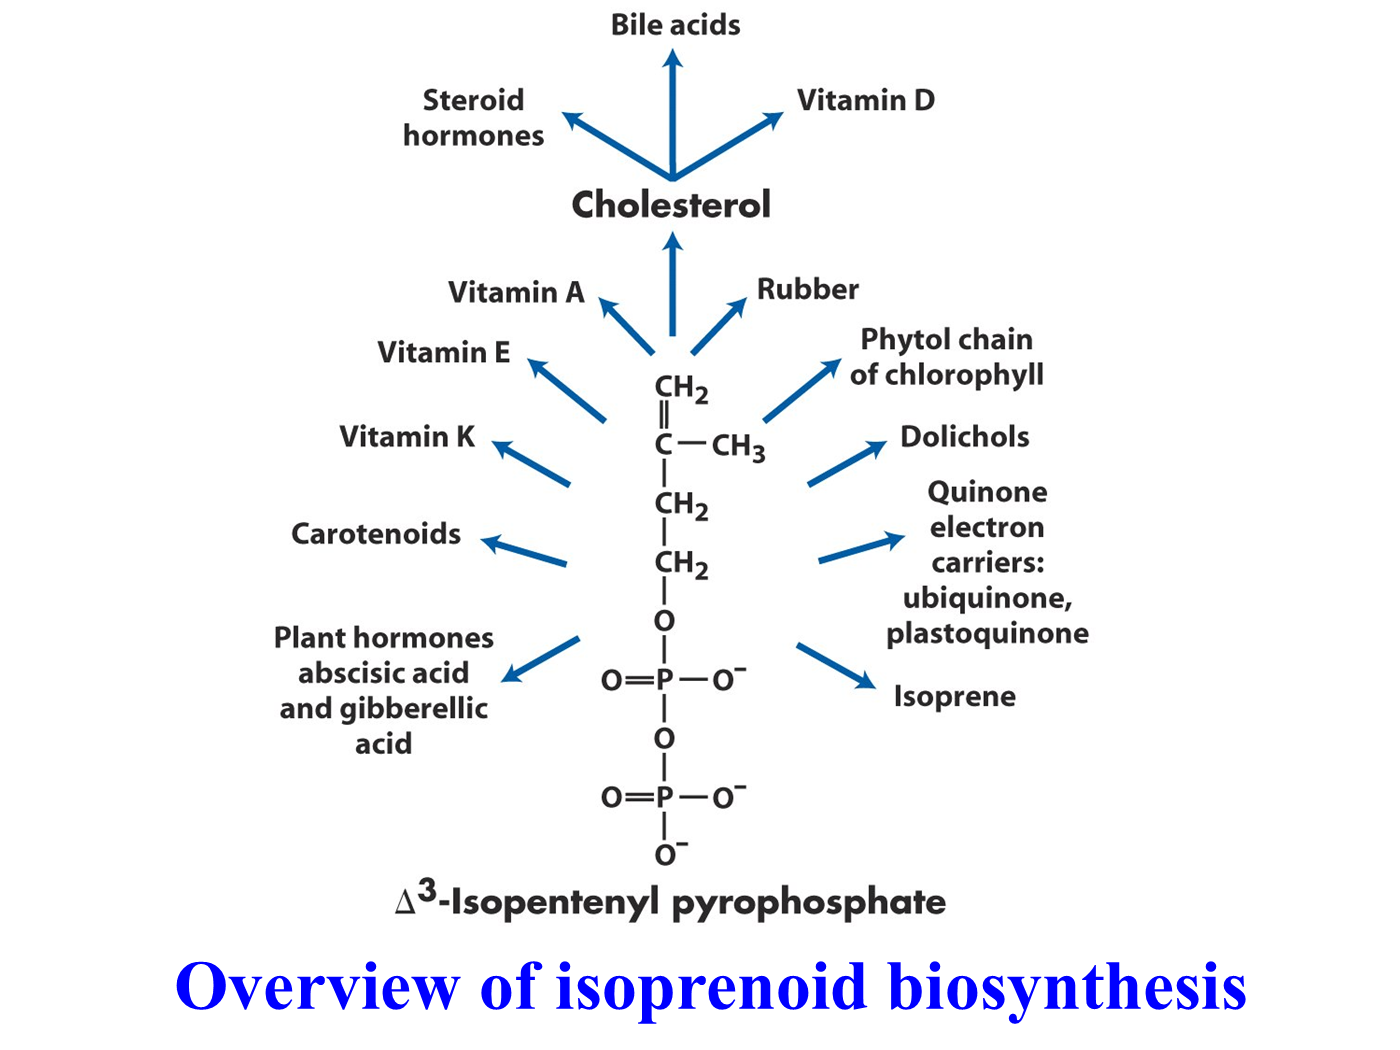 Bile acids
Steroid
hormones
Vitamin D
Cholesterol
Vitamin A
Rubber
Vitamin E
Phytol chain
of chlorophyll
Vitamin K
Dolichols
Carotenoids
Quinone
electron
carriers:
ubiquinone,
plastoquinone
Plant hormones
abscisic acid
and gibberellic
acid
Isoprene
CH₂
C—CH₃
CH₂
CH₂
O
O=P—O⁻
O
O=P—O⁻
O⁻
Δ³-Isopentenyl pyrophosphate
Overview of isoprenoid biosynthesis